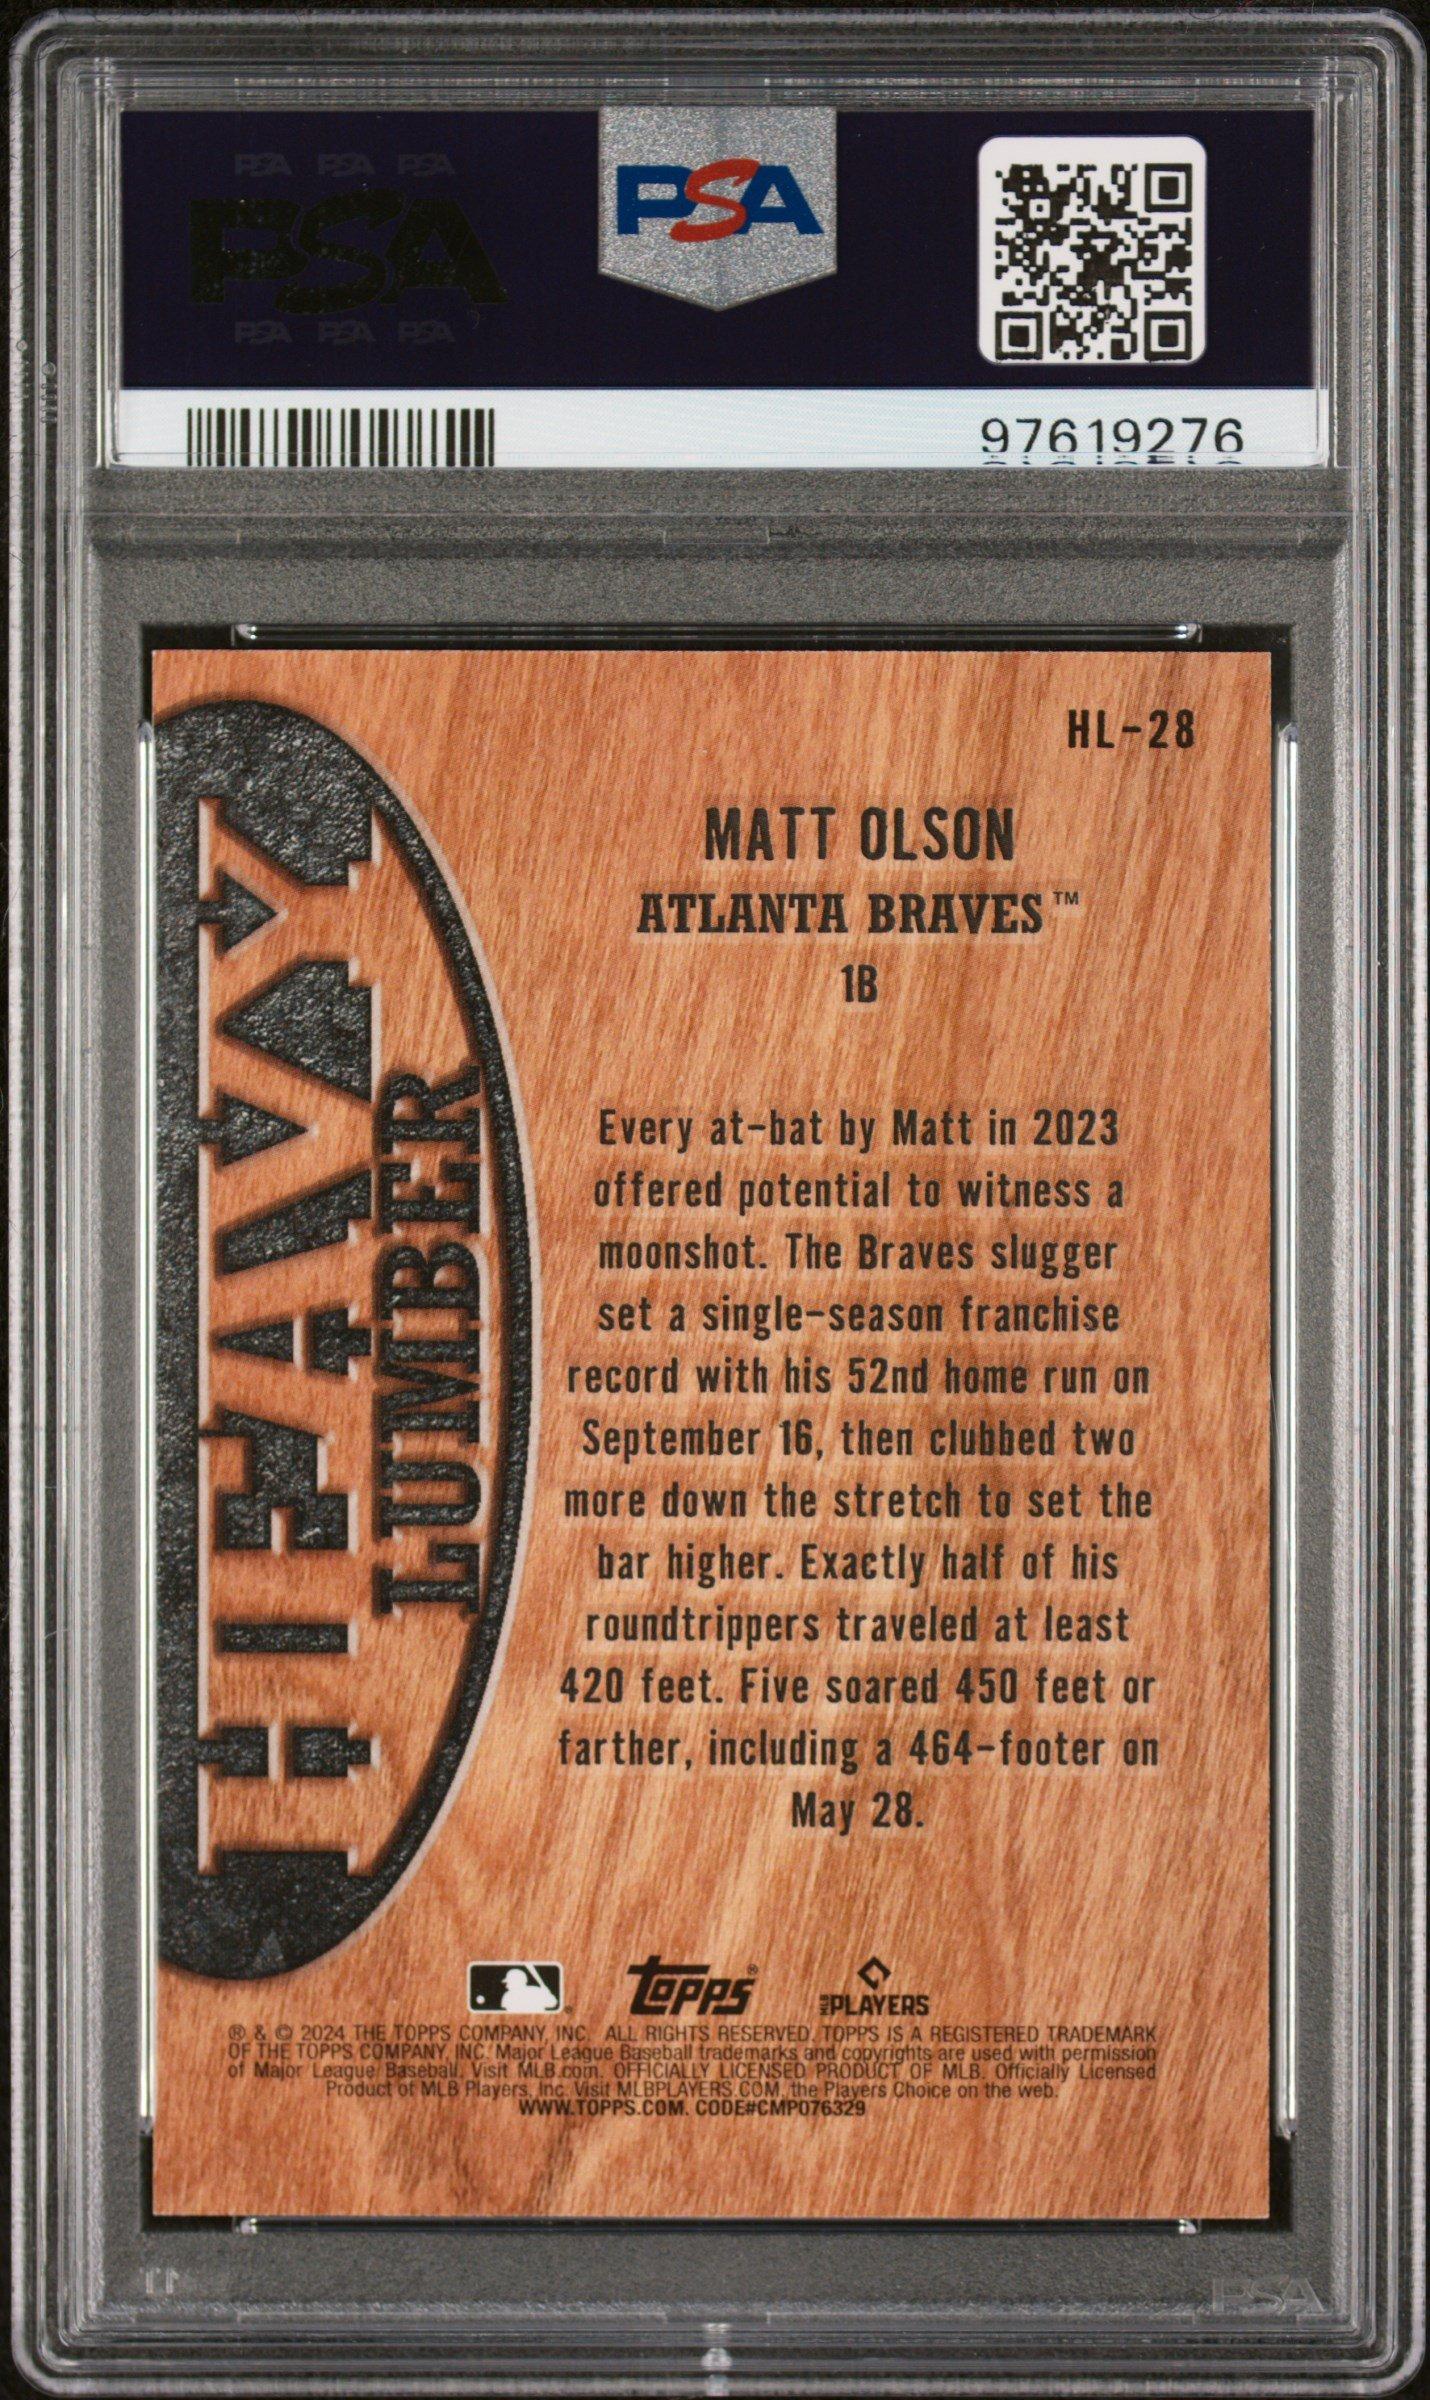 PSA PSA PSA
PSA
PSA PSA PSA
PSA
97619276
HL-28
MATT OLSON
ATLANTA BRAVES™
1B
HEAVY
LUMBER
Every at-bat by Matt in 2023
offered potential to witness a
moonshot. The Braves slugger
set a single-season franchise
record with his 52nd home run on
September 16, then clubbed two
more down the stretch to set the
bar higher. Exactly half of his
roundtrippers traveled at least
420 feet. Five soared 450 feet or
farther, including a 464-footer on
May 28.
topps®
MLB PLAYERS
® & © 2024 THE TOPPS COMPANY, INC. ALL RIGHTS RESERVED. TOPPS IS A REGISTERED TRADEMARK
OF THE TOPPS COMPANY, INC. Major League Baseball trademarks and copyrights are used with permission
of Major League Baseball. Visit MLB.com. OFFICIALLY LICENSED PRODUCT OF MLB. Officially Licensed
Product of MLB Players, Inc. Visit MLBPLAYERS.COM, the Players Choice on the web.
WWW.TOPPS.COM. CODE#CMP076329
PSA